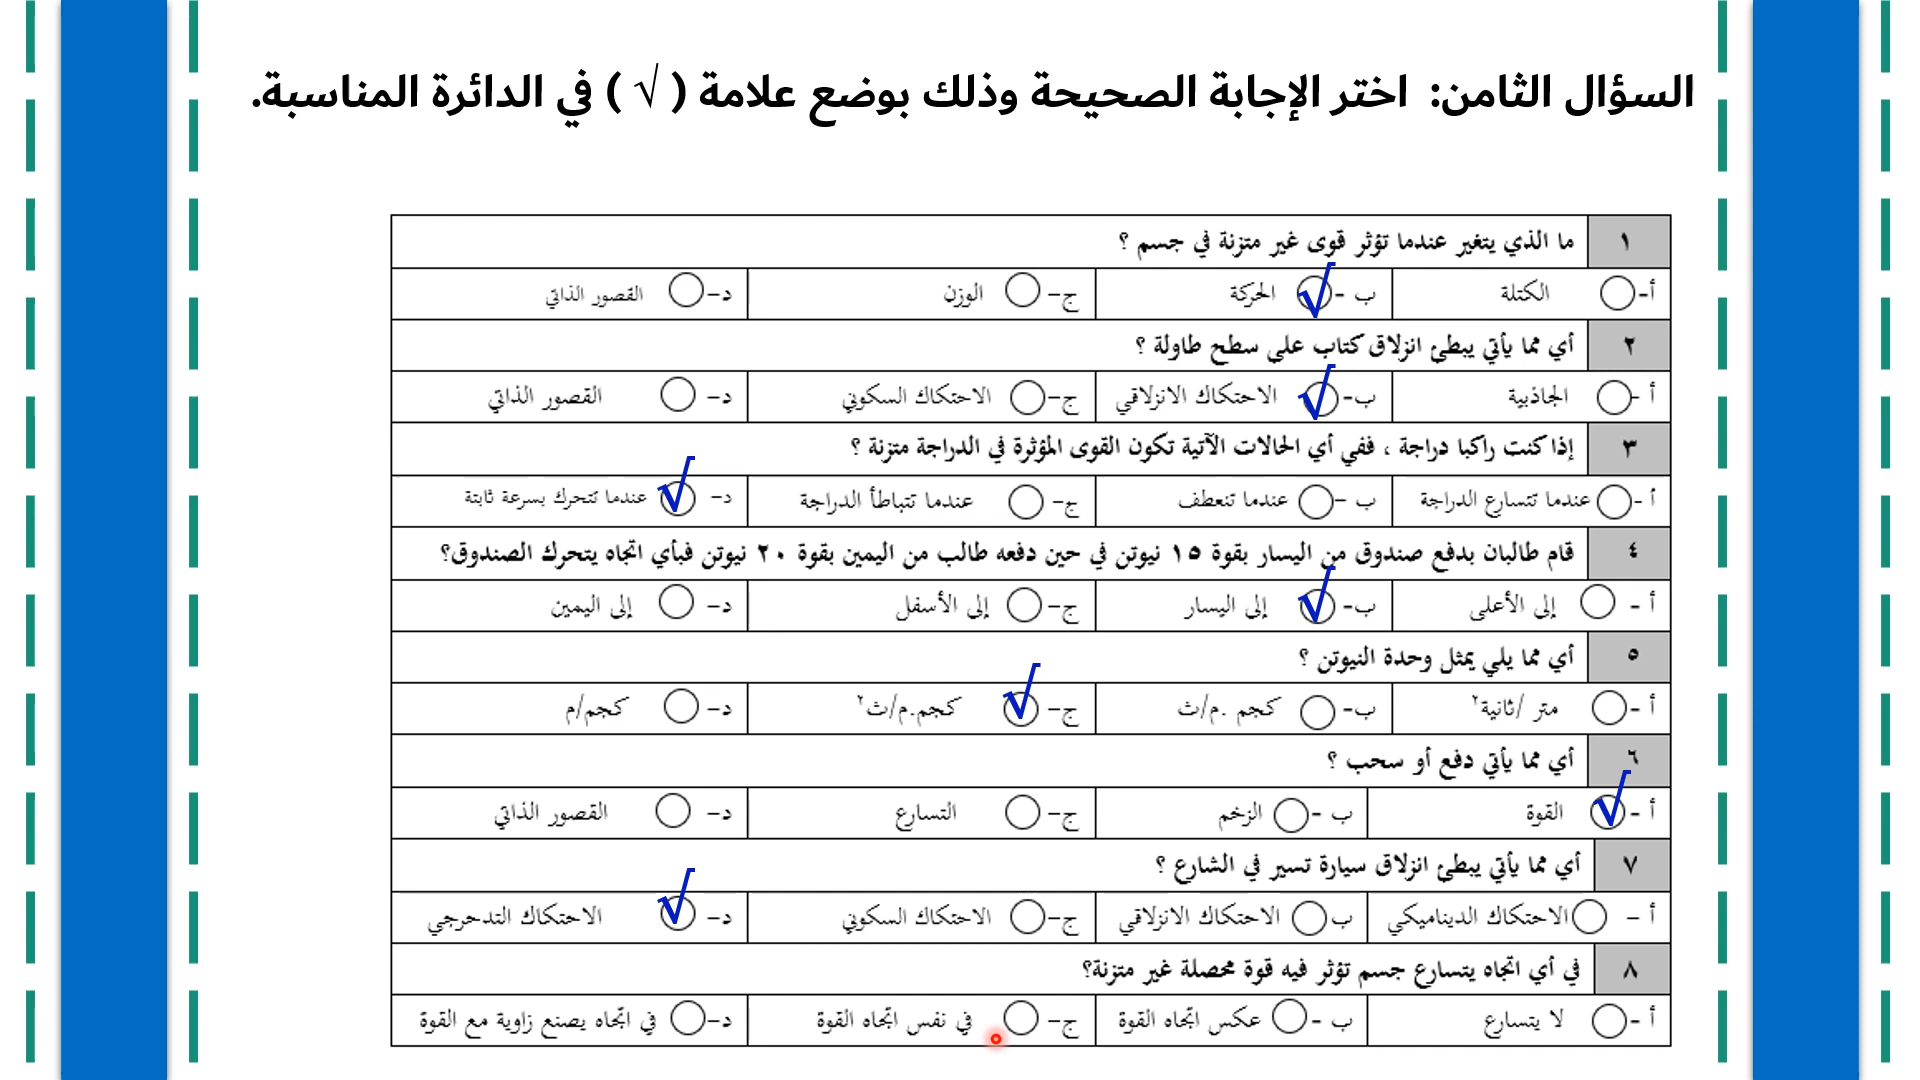 السؤال الثامن: اختر الإجابة الصحيحة وذلك بوضع علامة ( √ ) في الدائرة المناسبة.
١ ما الذي يتغير عندما تؤثر قوى غير متزنة في جسم ؟
أ- الكتلة ب - √ الحركة ج- الوزن د- القصور الذاتي
٢ أي مما يأتي يبطئ انزلاق كتاب على سطح طاولة ؟
أ - الجاذبية ب- √ الاحتكاك الانزلاقي ج- الاحتكاك السكوني د- القصور الذاتي
٣ إذا كنت راكبا دراجة ، ففي أي الحالات الآتية تكون القوى المؤثرة في الدراجة متزنة ؟
أ - عندما تتسارع الدراجة ب - عندما تنعطف ج- عندما تتباطأ الدراجة د- √ عندما تتحرك بسرعة ثابتة
٤ قام طالبان بدفع صندوق من اليسار بقوة ١٥ نيوتن في حين دفعه طالب من اليمين بقوة ٢٠ نيوتن فبأي اتجاه يتحرك الصندوق؟
أ - إلى الأعلى ب- √ إلى اليسار ج- إلى الأسفل د- إلى اليمين
٥ أي مما يلي يمثل وحدة النيوتن ؟
أ - متر /ثانية٢ ب- كجم .م/ث ج- √ كجم.م/ث٢ د- كجم/م
٦ أي مما يأتي دفع أو سحب ؟
أ - √ القوة ب - الزخم ج- التسارع د- القصور الذاتي
٧ أي مما يأتي يبطئ انزلاق سيارة تسير في الشارع ؟
أ - الاحتكاك الديناميكي ب الاحتكاك الانزلاقي ج- الاحتكاك السكوني د- √ الاحتكاك التدحرجي
٨ في أي اتجاه يتسارع جسم تؤثر فيه قوة محصلة غير متزنة؟
أ - لا يتسارع ب - عكس اتجاه القوة ج- في نفس اتجاه القوة د- في اتجاه يصنع زاوية مع القوة